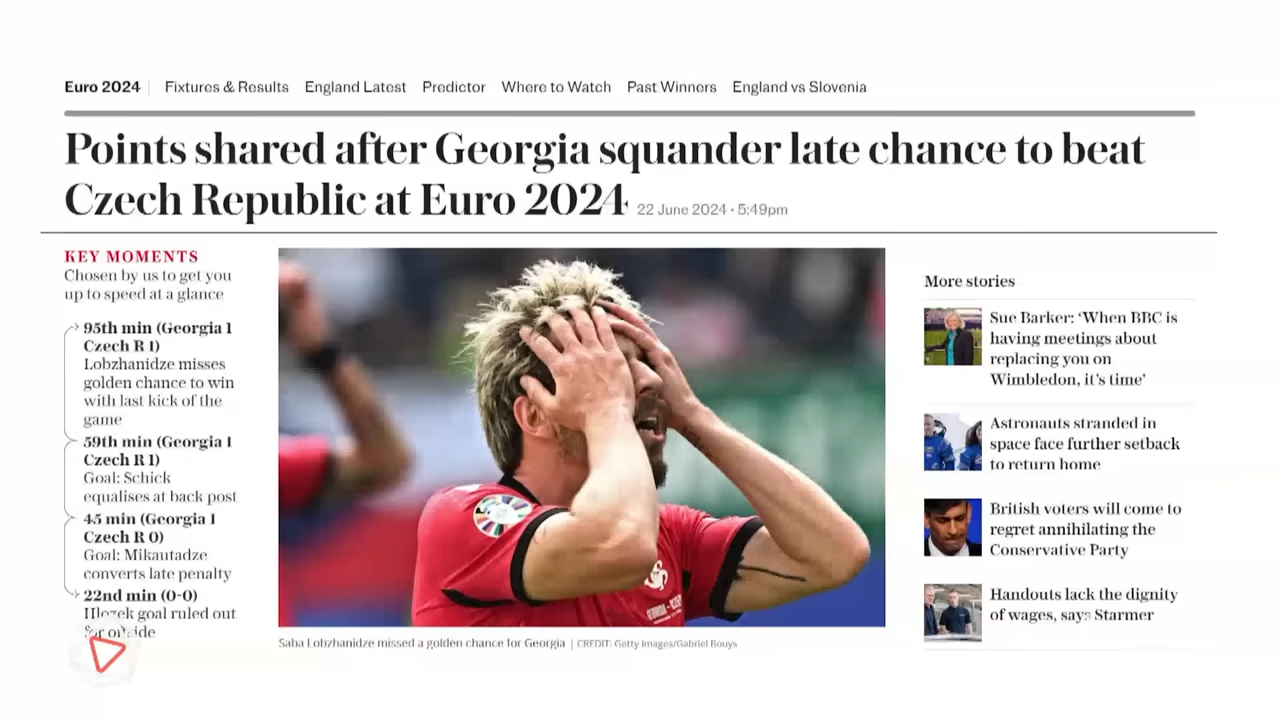 Euro 2024
Fixtures & Results
England Latest
Predictor
Where to Watch
Past Winners
England vs Slovenia
Points shared after Georgia squander late chance to beat
Czech Republic at Euro 2024
22 June 2024 • 5:49pm
KEY MOMENTS
Chosen by us to get you
up to speed at a glance
95th min (Georgia 1
Czech R 1)
Lobzhanidze misses
golden chance to win
with last kick of the
game
59th min (Georgia 1
Czech R 1)
Goal: Schick
equalises at back post
45 min (Georgia 1
Czech R 0)
Goal: Mikautadze
converts late penalty
22nd min (0-0)
Hlozek goal ruled out
Saba Lobzhanidze missed a golden chance for Georgia | CREDIT: Getty Images/Gabriel Bouys
More stories
Sue Barker: ‘When BBC is
having meetings about
replacing you on
Wimbledon, it’s time’
Astronauts stranded in
space face further setback
to return home
British voters will come to
regret annihilating the
Conservative Party
Handouts lack the dignity
of wages, says Starmer